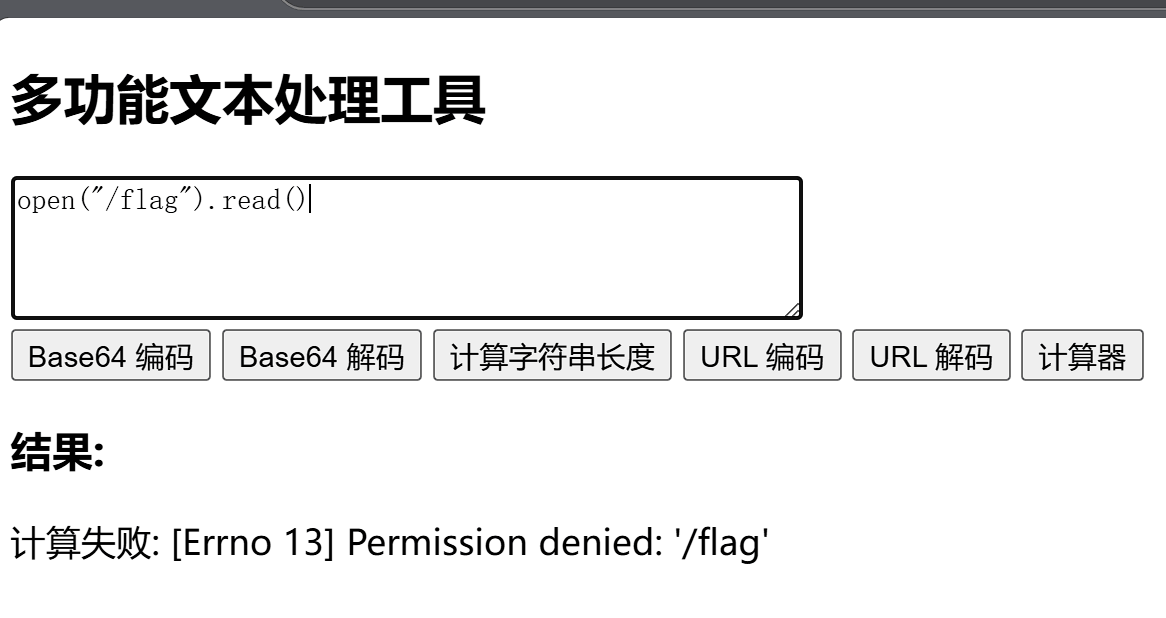 多功能文本处理工具
open("/flag").read()
Base64 编码 Base64 解码 计算字符串长度 URL 编码 URL 解码 计算器
结果:
计算失败: [Errno 13] Permission denied: '/flag'